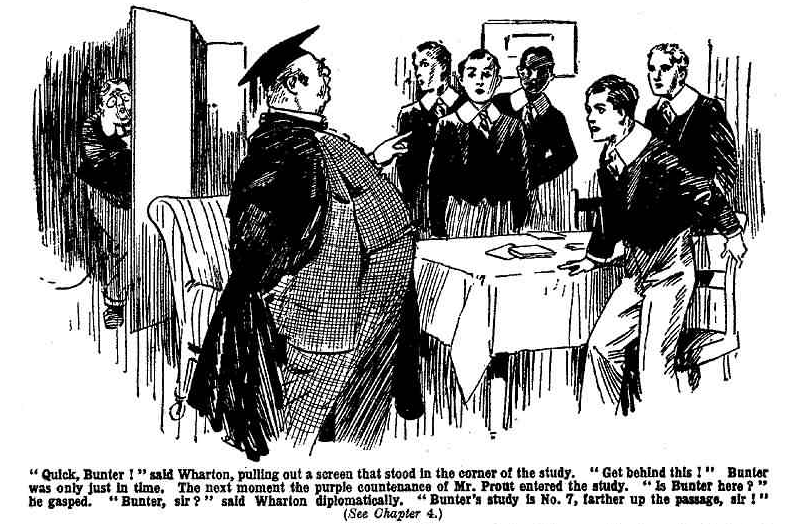 “ Quick, Bunter ! ” said Wharton, pulling out a screen that stood in the corner of the study. “ Get behind this ! ” Bunter
was only just in time. The next moment the purple countenance of Mr. Prout entered the study. “ Is Bunter here ? ”
he gasped. “ Bunter, sir ? ” said Wharton diplomatically. “ Bunter’s study is No. 7, farther up the passage, sir ! ”
(See Chapter 4.)